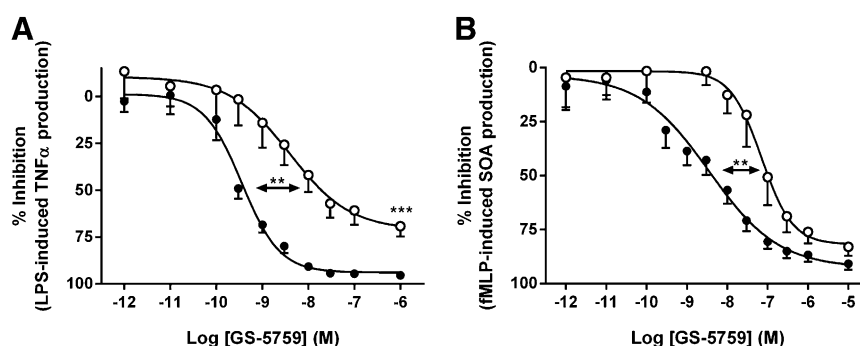 A
% Inhibition
(LPS-induced TNFα production)
0
25
50
75
100
**
***
-12 -11 -10 -9 -8 -7 -6
Log [GS-5759] (M)
B
% Inhibition
(fMLP-induced SOA production)
0
25
50
75
100
**
-12 -11 -10 -9 -8 -7 -6 -5
Log [GS-5759] (M)